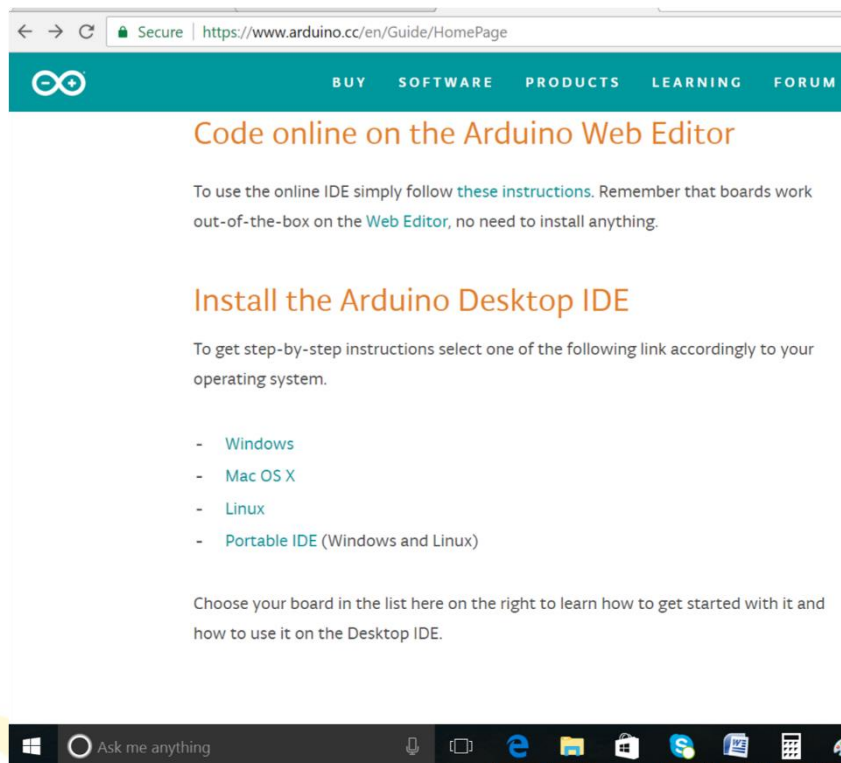 Secure https://www.arduino.cc/en/Guide/HomePage
BUY SOFTWARE PRODUCTS LEARNING FORUM
Code online on the Arduino Web Editor
To use the online IDE simply follow these instructions. Remember that boards work
out-of-the-box on the Web Editor, no need to install anything.
Install the Arduino Desktop IDE
To get step-by-step instructions select one of the following link accordingly to your
operating system.
- Windows
- Mac OS X
- Linux
- Portable IDE (Windows and Linux)
Choose your board in the list here on the right to learn how to get started with it and
how to use it on the Desktop IDE.
Ask me anything